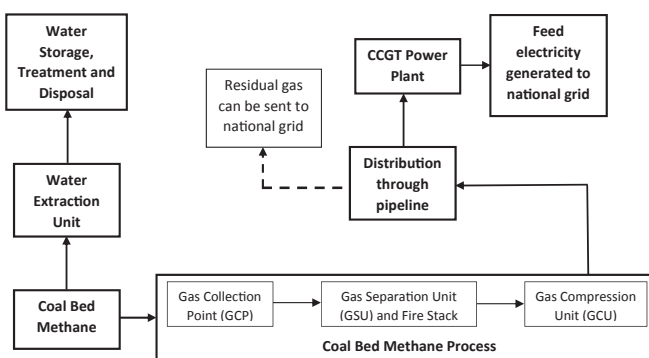 Water
Storage,
Treatment and
Disposal
CCGT Power
Plant
Feed
electricity
generated to
national grid
Residual gas
can be sent to
national grid
Water
Extraction
Unit
Distribution
through
pipeline
Coal Bed
Methane
Gas Collection
Point (GCP)
Gas Separation Unit
(GSU) and Fire Stack
Gas Compression
Unit (GCU)
Coal Bed Methane Process